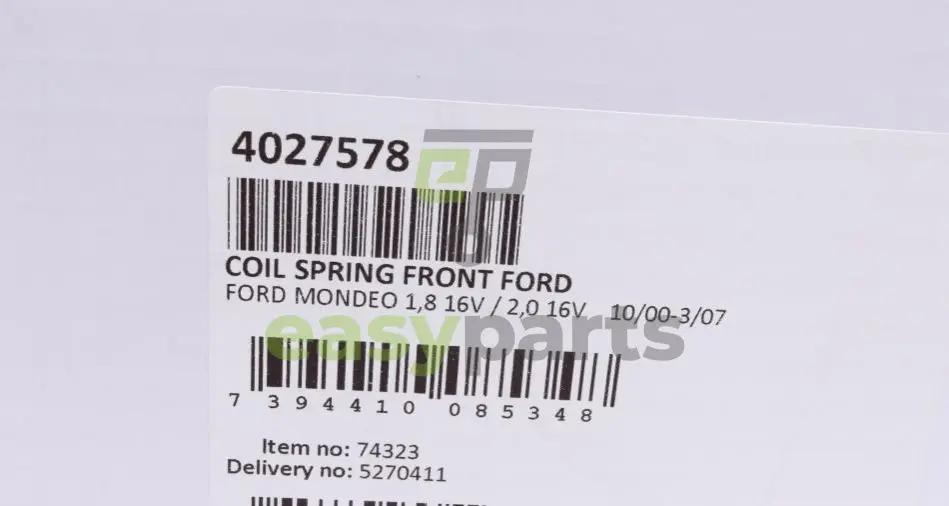 4027578
ep
COIL SPRING FRONT FORD
FORD MONDEO 1,8 16V / 2,0 16V 10/00-3/07
easyparts
7 394410 085348
Item no: 74323
Delivery no: 5270411